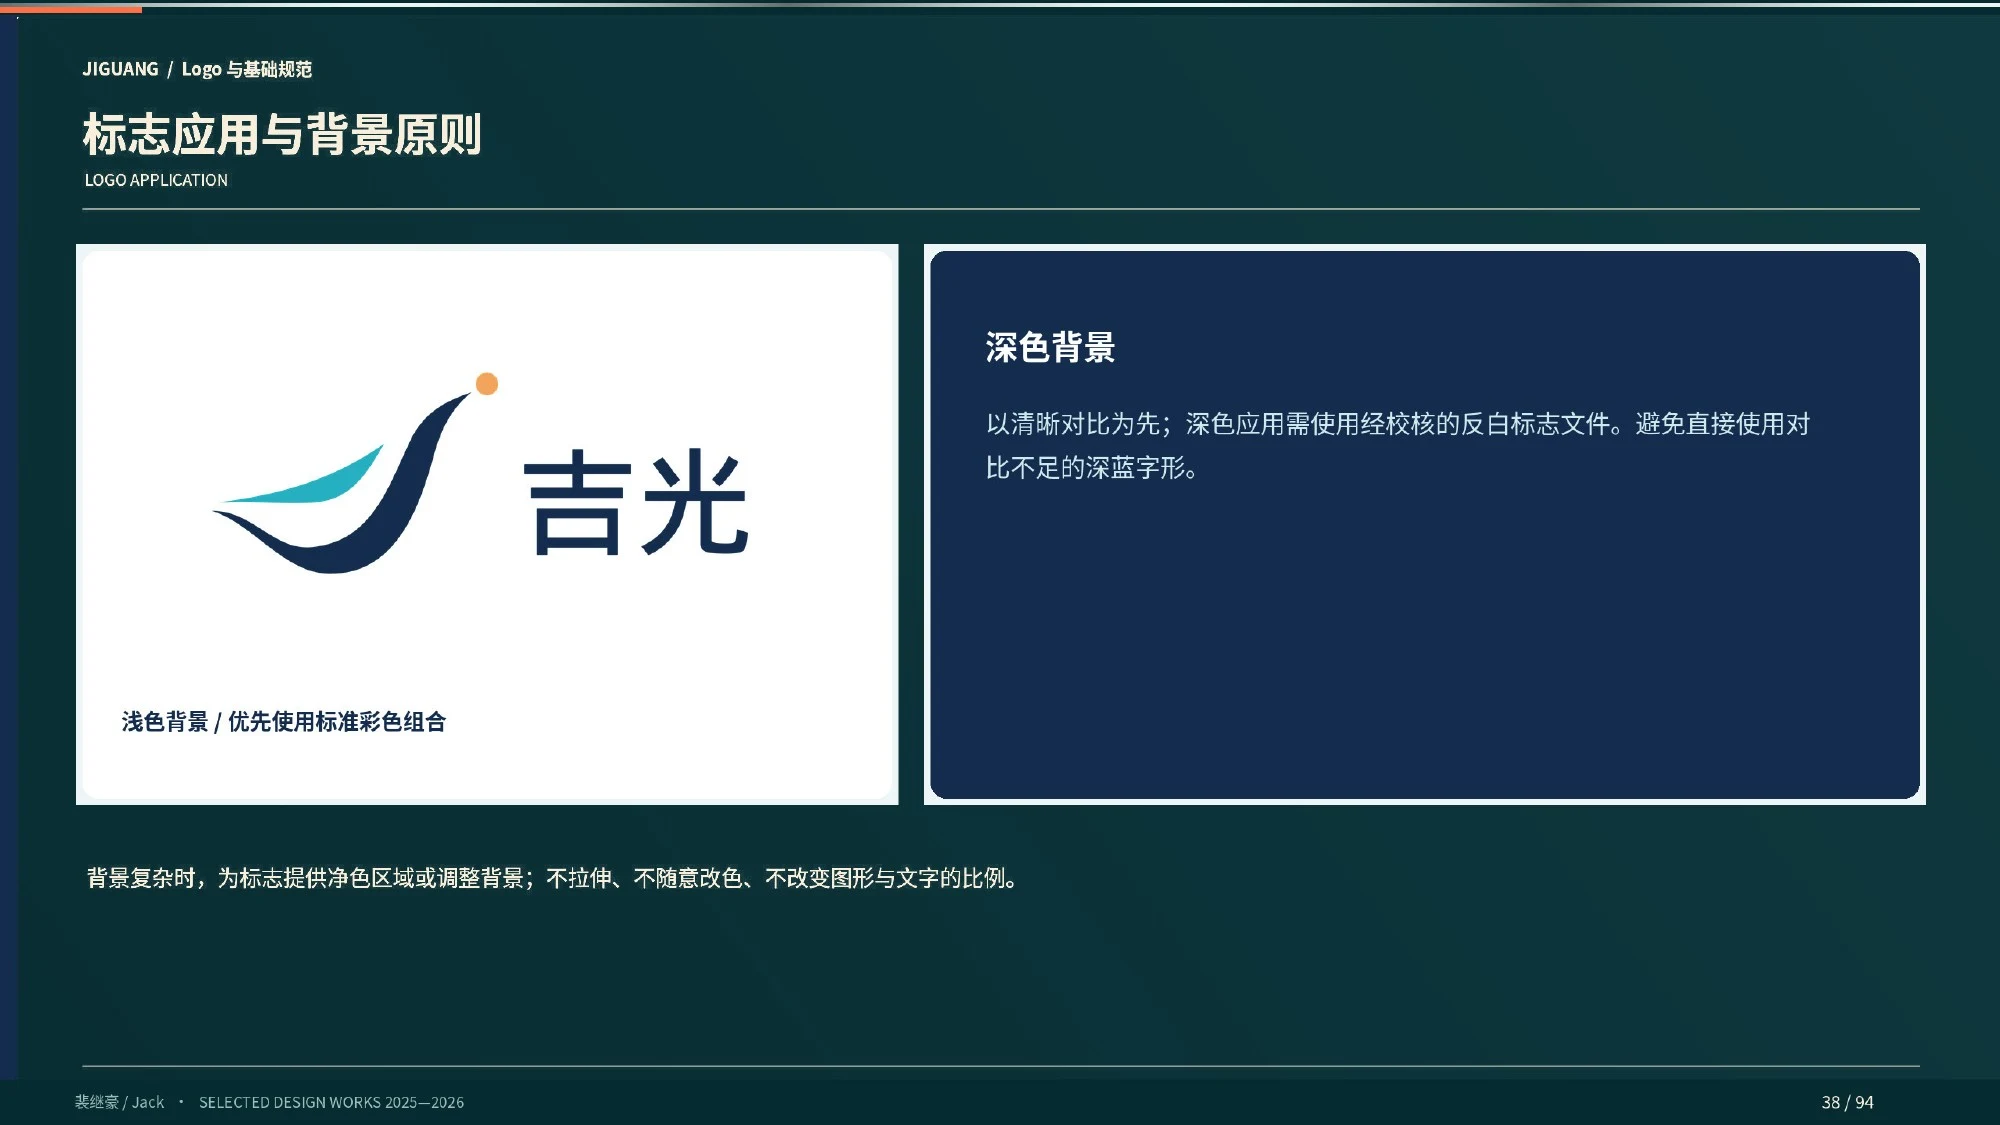 JIGUANG / Logo 与基础规范
标志应用与背景原则
LOGO APPLICATION
吉光
浅色背景 / 优先使用标准彩色组合
深色背景
以清晰对比为先；深色应用需使用经校核的反白标志文件。避免直接使用对
比不足的深蓝字形。
背景复杂时，为标志提供净色区域或调整背景；不拉伸、不随意改色、不改变图形与文字的比例。
裴继豪 / Jack · SELECTED DESIGN WORKS 2025—2026
38 / 94